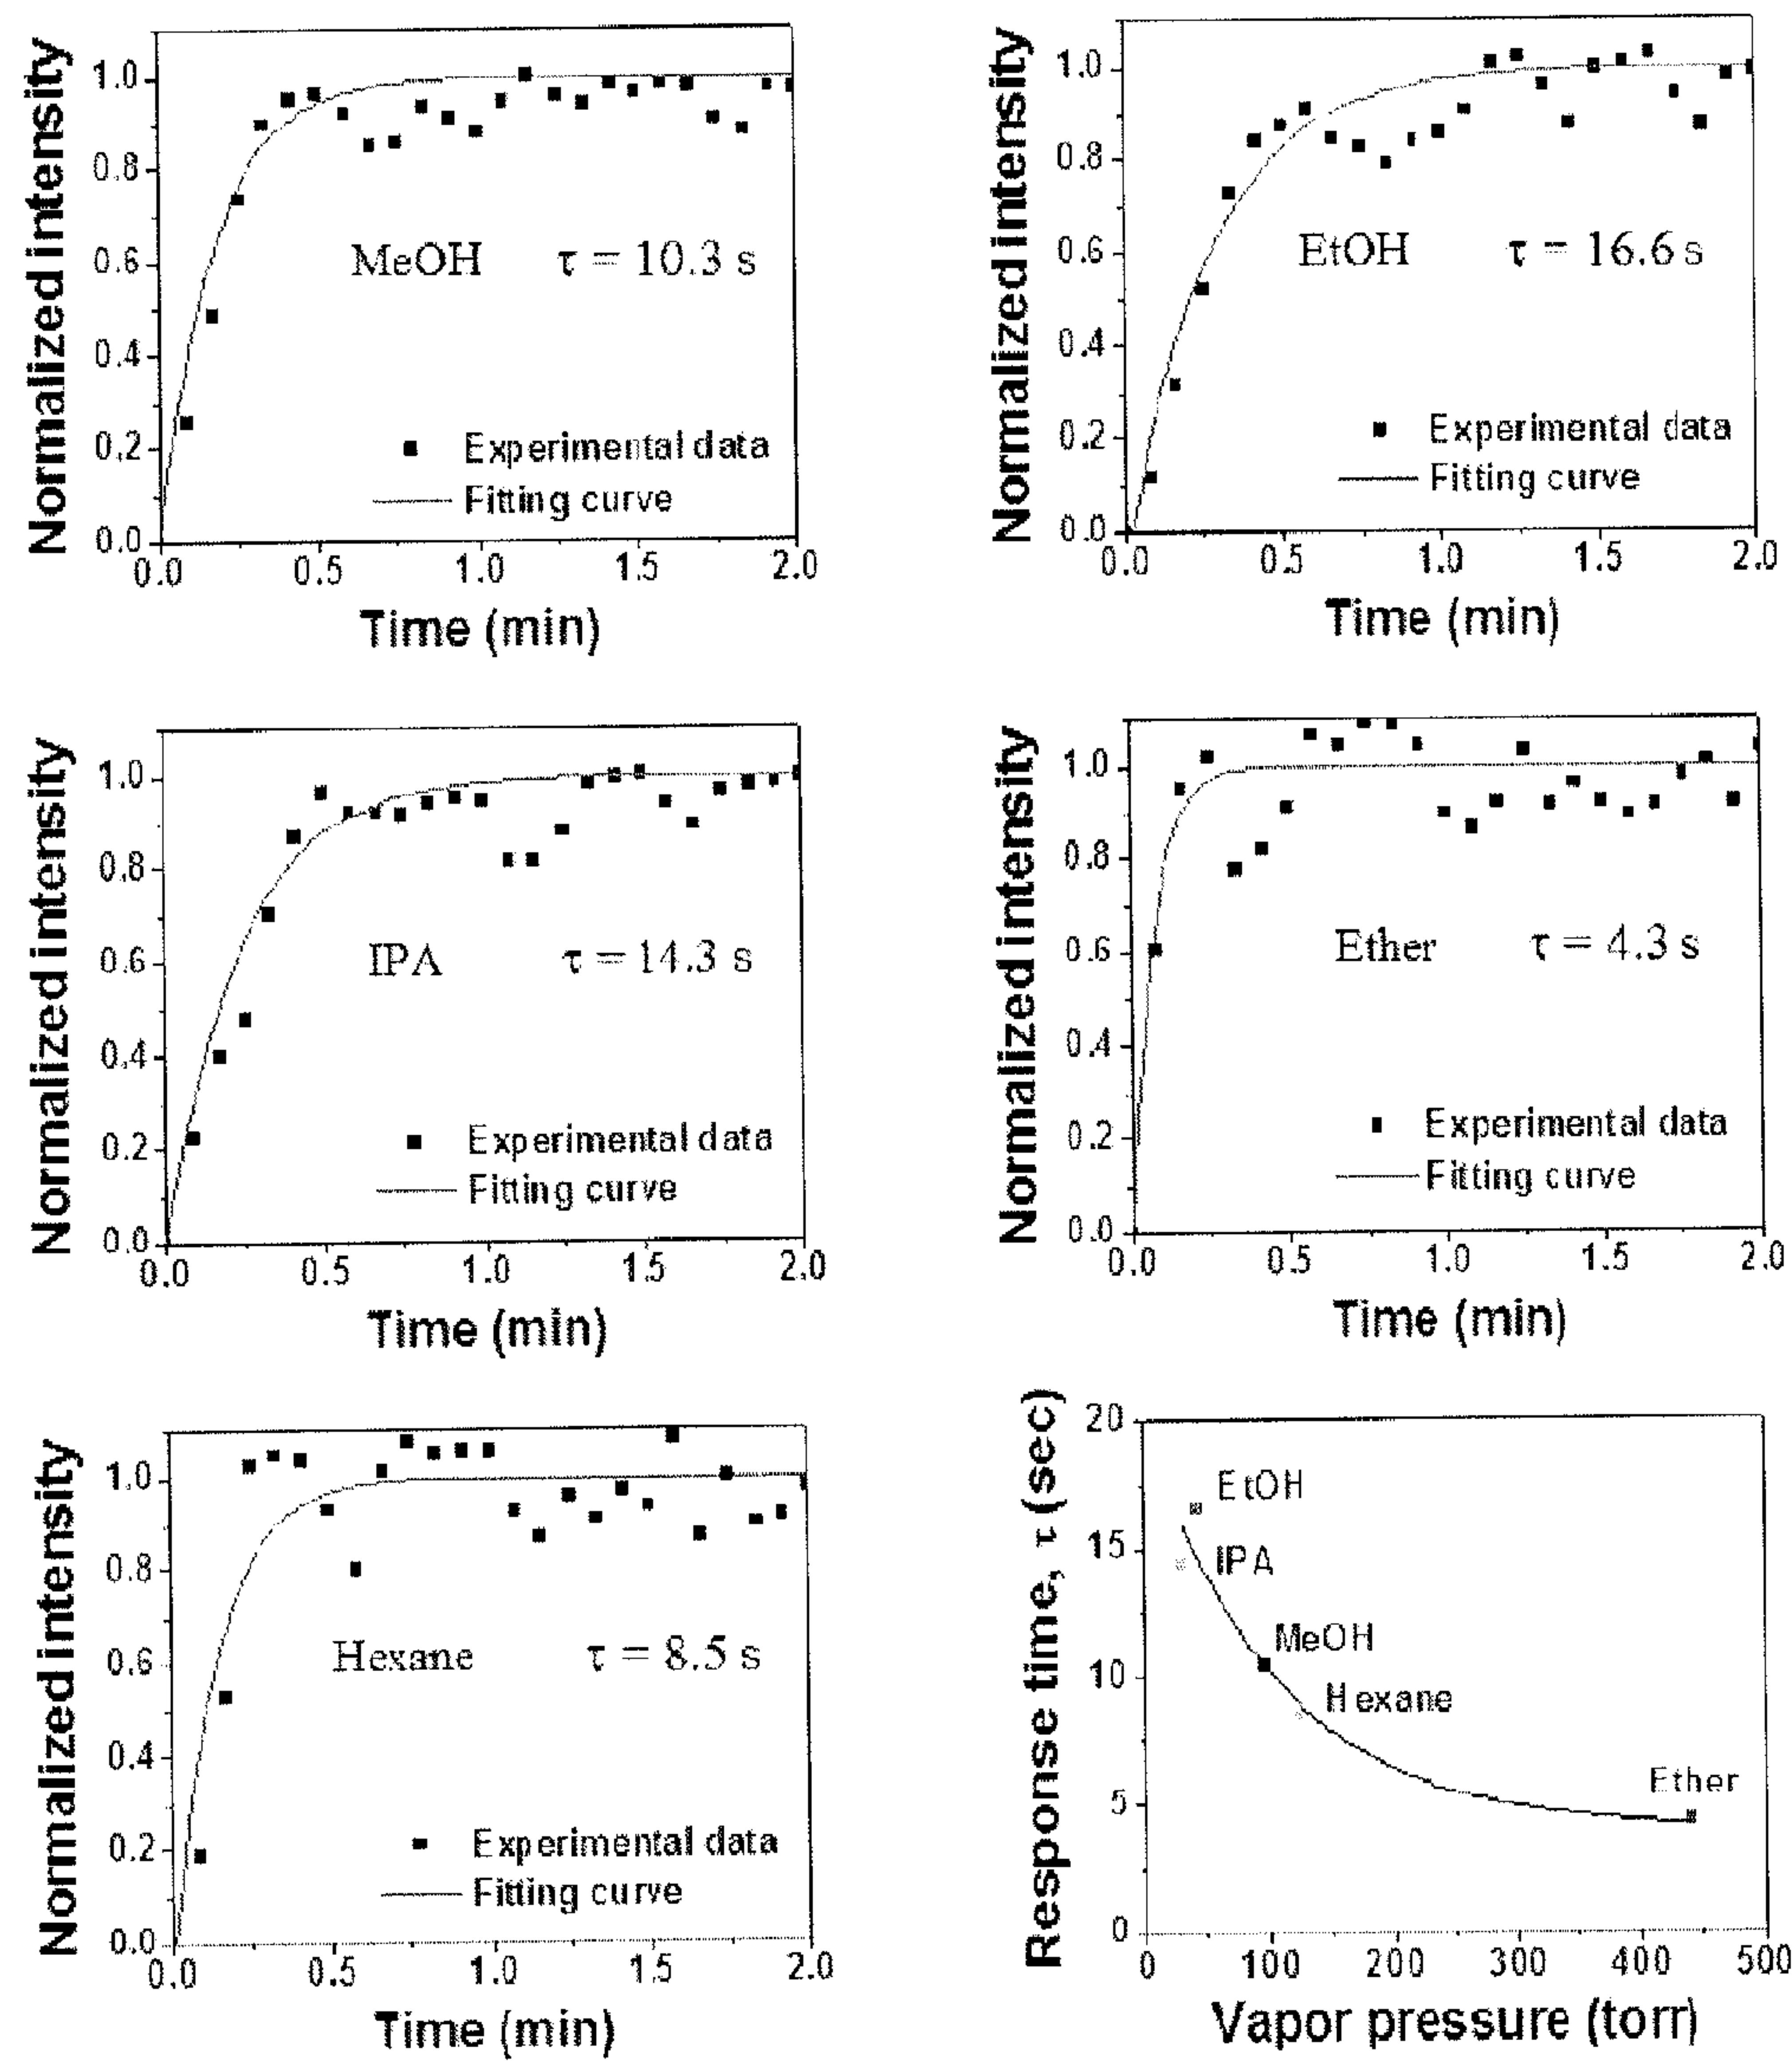 Normalized intensity
1.0
0.8
0.6
0.4
0.2
0.0
MeOH τ = 10.3 s
Experimental data
Fitting curve
0.0 0.5 1.0 1.5 2.0
Time (min)
Normalized intensity
1.0
0.8
0.6
0.4
0.2
0.0
EtOH τ = 16.6 s
Experimental data
Fitting curve
0.0 0.5 1.0 1.5 2.0
Time (min)
Normalized intensity
1.0
0.8
0.6
0.4
0.2
0.0
IPA τ = 14.3 s
Experimental data
Fitting curve
0.0 0.5 1.0 1.5 2.0
Time (min)
Normalized intensity
1.0
0.8
0.6
0.4
0.2
0.0
Ether τ = 4.3 s
Experimental data
Fitting curve
0.0 0.5 1.0 1.5 2.0
Time (min)
Normalized intensity
1.0
0.8
0.6
0.4
0.2
0.0
Hexane τ = 8.5 s
Experimental data
Fitting curve
0.0 0.5 1.0 1.5 2.0
Time (min)
Response time, τ (sec)
20
15
10
5
0
EtOH
IPA
MeOH
Hexane
Ether
0 100 200 300 400 500
Vapor pressure (torr)